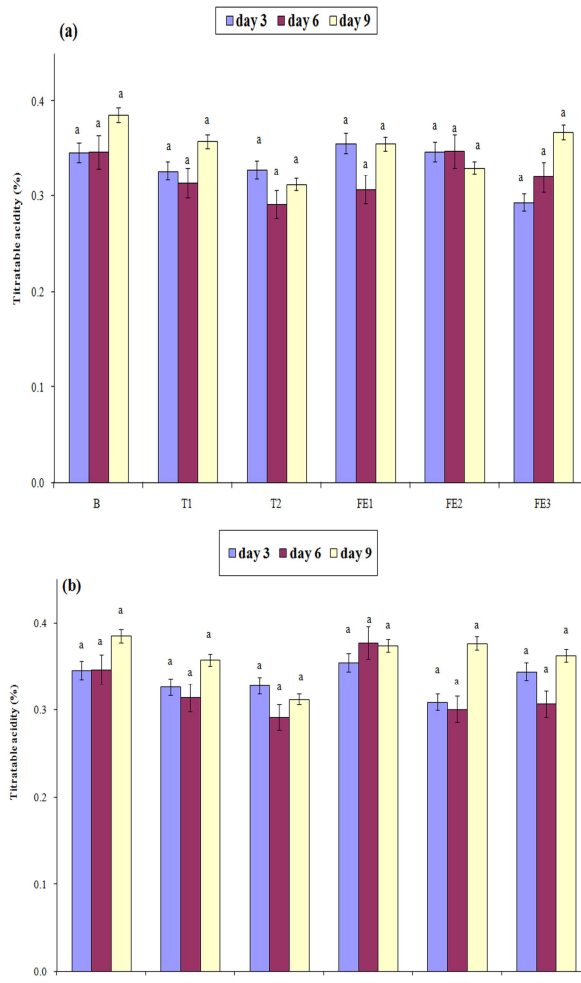 (a)
day 3 day 6 day 9
Titratable acidity (%)
0.4
0.3
0.2
0.1
0.0
a a a a a a a a a a a a a a a a a a
B T1 T2 FE1 FE2 FE3
(b)
day 3 day 6 day 9
Titratable acidity (%)
0.4
0.3
0.2
0.1
0.0
a a a a a a a a a a a a a a a a a a